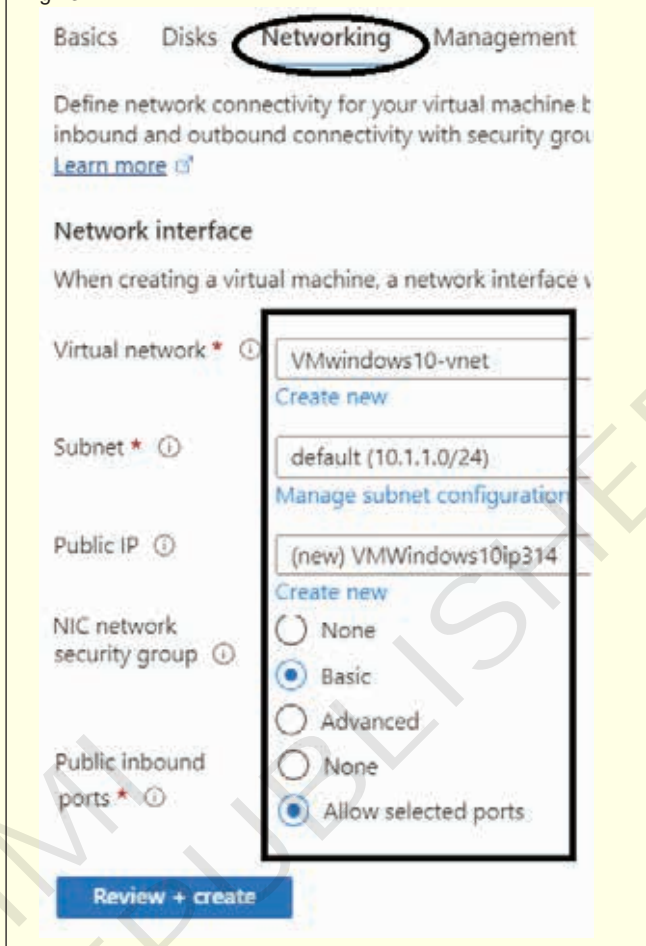 Basics Disks Networking Management
Define network connectivity for your virtual machine b
inbound and outbound connectivity with security grou
Learn more
Network interface
When creating a virtual machine, a network interface
Virtual network *
VMwindows10-vnet
Create new
Subnet *
default (10.1.1.0/24)
Manage subnet configuration
Public IP
(new) VMWindows10ip314
Create new
NIC network
security group
None
Basic
Advanced
Public inbound
ports *
None
Allow selected ports
Review + create